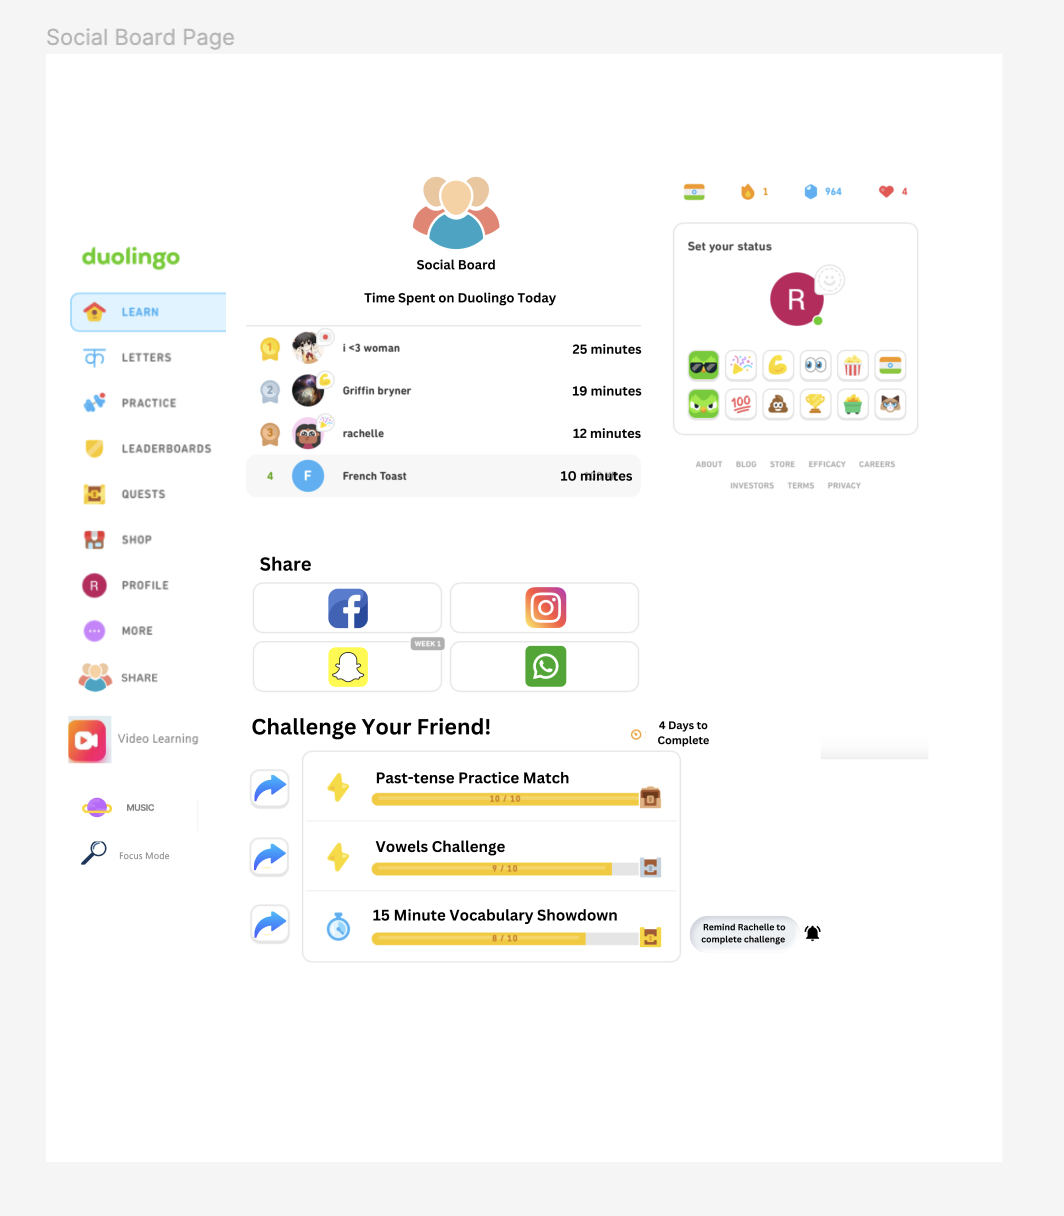 Social Board Page
duolingo
LEARN
क
LETTERS
PRACTICE
LEADERBOARDS
QUESTS
SHOP
R
PROFILE
MORE
SHARE
Video Learning
MUSIC
Focus Mode
Social Board
Time Spent on Duolingo Today
1
i <3 woman
25 minutes
2
Griffin bryner
19 minutes
3
rachelle
12 minutes
4
F
French Toast
10 minutes
Share
WEEK 1
Challenge Your Friend!
4 Days to
Complete
Past-tense Practice Match
10 / 10
Vowels Challenge
9 / 10
15 Minute Vocabulary Showdown
8 / 10
Remind Rachelle to
complete challenge
1
964
4
Set your status
R
100
ABOUT BLOG STORE EFFICACY CAREERS
INVESTORS TERMS PRIVACY